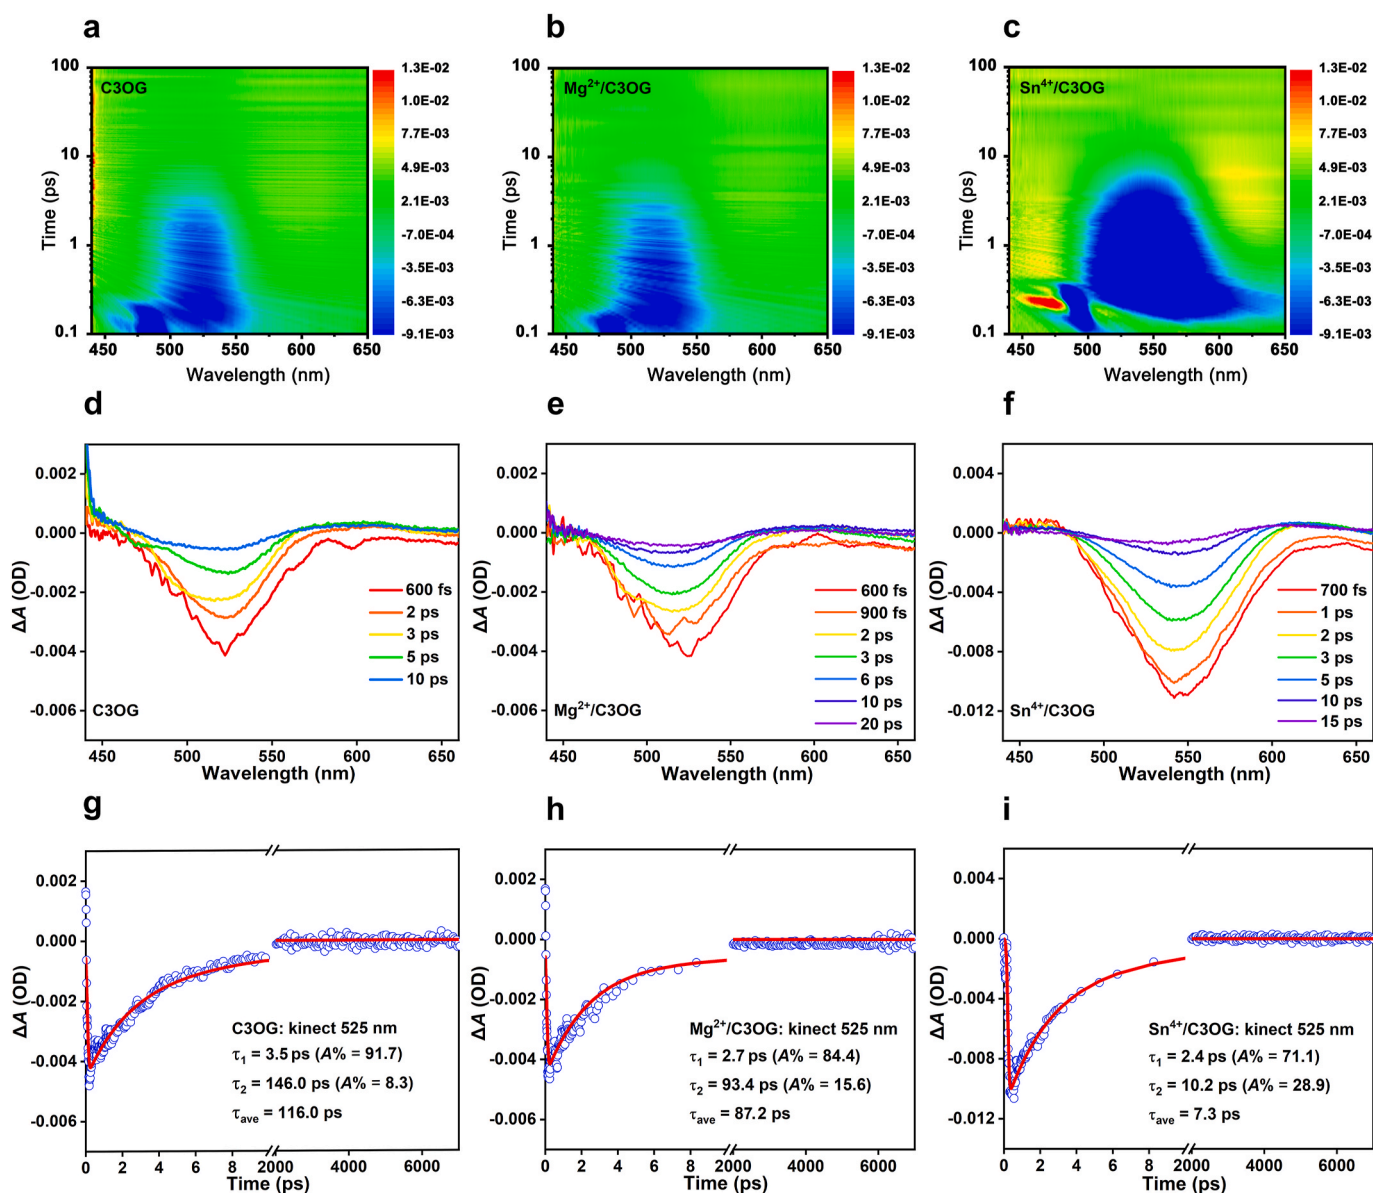 a
b
c
100
10
1
0.1
Time (ps)
C3OG
450 500 550 600 650
Wavelength (nm)
1.3E-02
1.0E-02
7.7E-03
4.9E-03
2.1E-03
-7.0E-04
-3.5E-03
-6.3E-03
-9.1E-03
100
10
1
0.1
Time (ps)
Mg²⁺/C3OG
450 500 550 600 650
Wavelength (nm)
1.3E-02
1.0E-02
7.7E-03
4.9E-03
2.1E-03
-7.0E-04
-3.5E-03
-6.3E-03
-9.1E-03
100
10
1
0.1
Time (ps)
Sn⁴⁺/C3OG
450 500 550 600 650
Wavelength (nm)
1.3E-02
1.0E-02
7.7E-03
4.9E-03
2.1E-03
-7.0E-04
-3.5E-03
-6.3E-03
-9.1E-03
d
e
f
0.002
0.000
-0.002
-0.004
-0.006
ΔA (OD)
600 fs
2 ps
3 ps
5 ps
10 ps
C3OG
450 500 550 600 650
Wavelength (nm)
0.002
0.000
-0.002
-0.004
-0.006
ΔA (OD)
600 fs
900 fs
2 ps
3 ps
6 ps
10 ps
20 ps
Mg²⁺/C3OG
450 500 550 600 650
Wavelength (nm)
0.004
0.000
-0.004
-0.008
-0.012
ΔA (OD)
700 fs
1 ps
2 ps
3 ps
5 ps
10 ps
15 ps
Sn⁴⁺/C3OG
450 500 550 600 650
Wavelength (nm)
g
h
i
0.002
0.000
-0.002
-0.004
-0.006
ΔA (OD)
C3OG: kinect 525 nm
τ₁ = 3.5 ps (A% = 91.7)
τ₂ = 146.0 ps (A% = 8.3)
τave = 116.0 ps
0 2 4 6 8 10 2000 4000 6000
Time (ps)
0.002
0.000
-0.002
-0.004
-0.006
ΔA (OD)
Mg²⁺/C3OG: kinect 525 nm
τ₁ = 2.7 ps (A% = 84.4)
τ₂ = 93.4 ps (A% = 15.6)
τave = 87.2 ps
0 2 4 6 8 10 2000 4000 6000
Time (ps)
0.004
0.000
-0.004
-0.008
-0.012
ΔA (OD)
Sn⁴⁺/C3OG: kinect 525 nm
τ₁ = 2.4 ps (A% = 71.1)
τ₂ = 10.2 ps (A% = 28.9)
τave = 7.3 ps
0 2 4 6 8 10 2000 4000 6000
Time (ps)